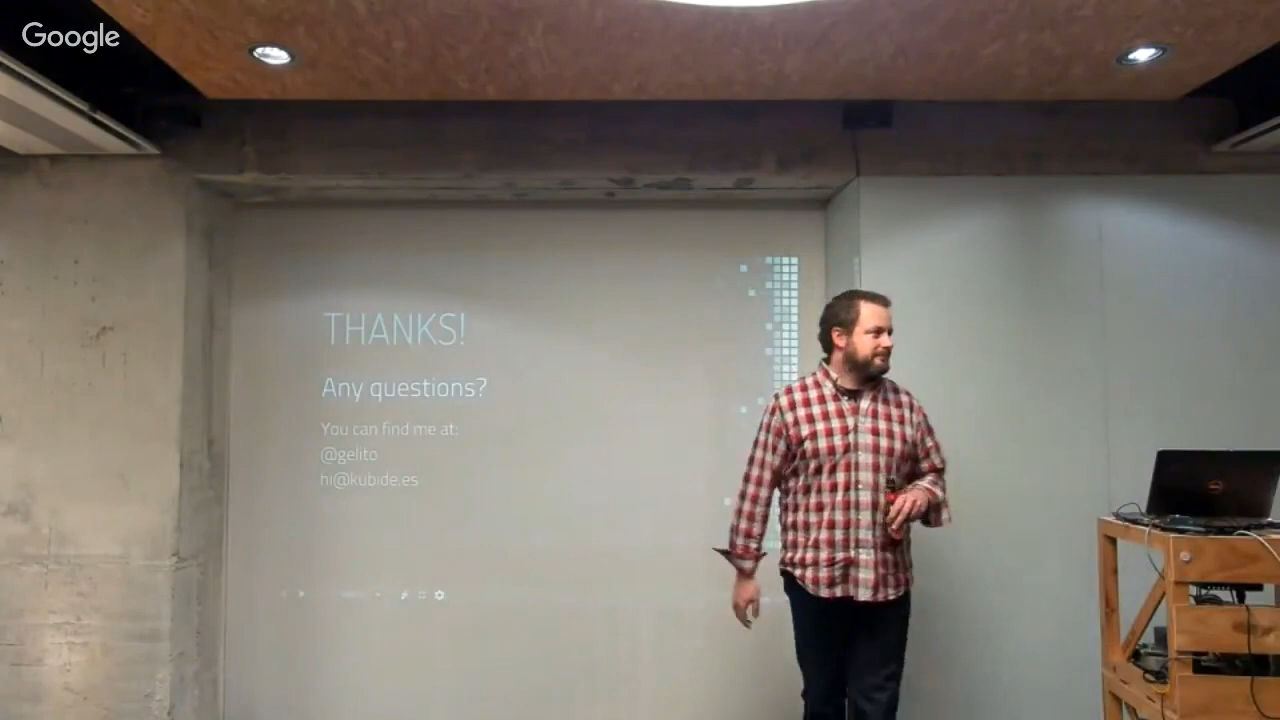 Google
THANKS!
Any questions?
You can find me at:
@gelito
hi@kubide.es